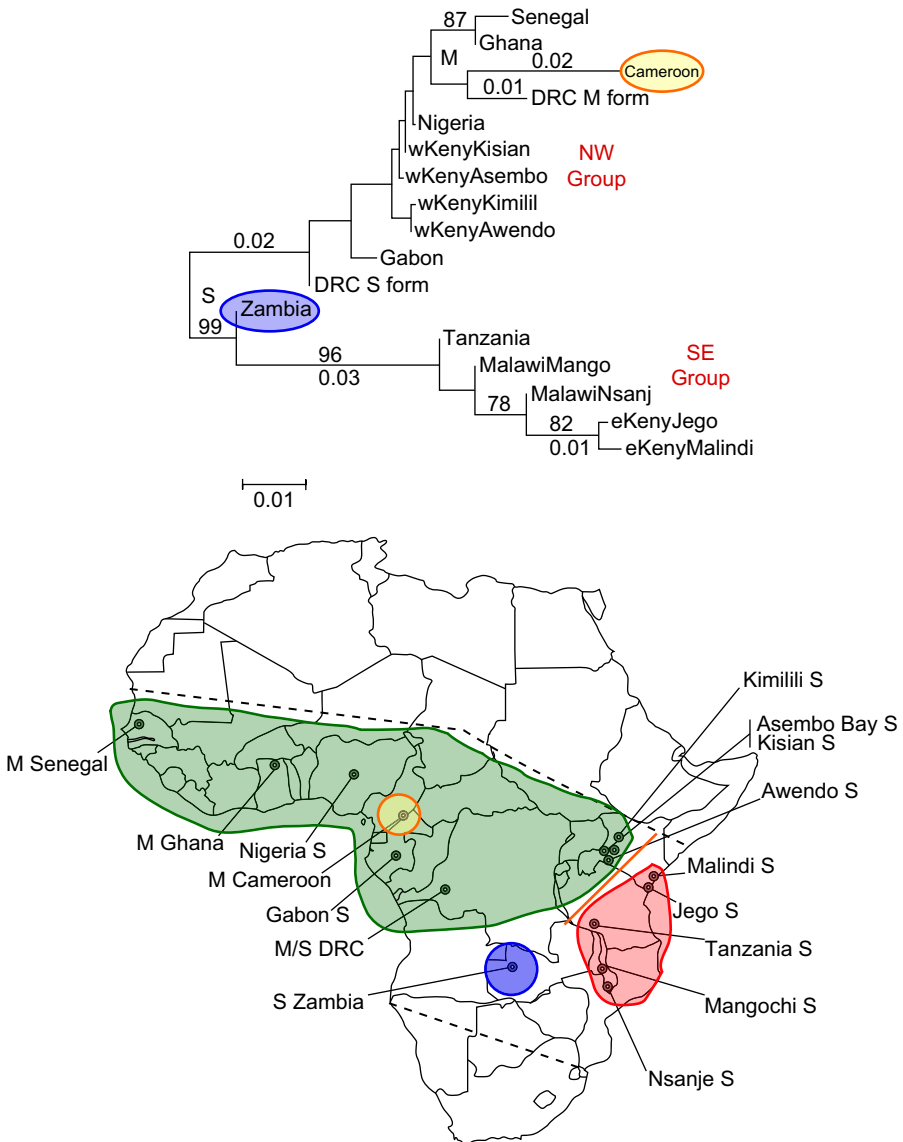 87
Senegal
Ghana
M
0.02
Cameroon
0.01
DRC M form
Nigeria
wKenyKisian
NW
Group
wKenyAsembo
wKenyKimilil
wKenyAwendo
0.02
Gabon
DRC S form
S
Zambia
99
Tanzania
96
0.03
MalawiMango
SE
Group
MalawiNsanj
78
82
eKenyJego
0.01
eKenyMalindi
0.01
Kimilili S
Asembo Bay S
Kisian S
M Senegal
Awendo S
M Ghana
Nigeria S
M Cameroon
Malindi S
Gabon S
Jego S
M/S DRC
Tanzania S
S Zambia
Mangochi S
Nsanje S